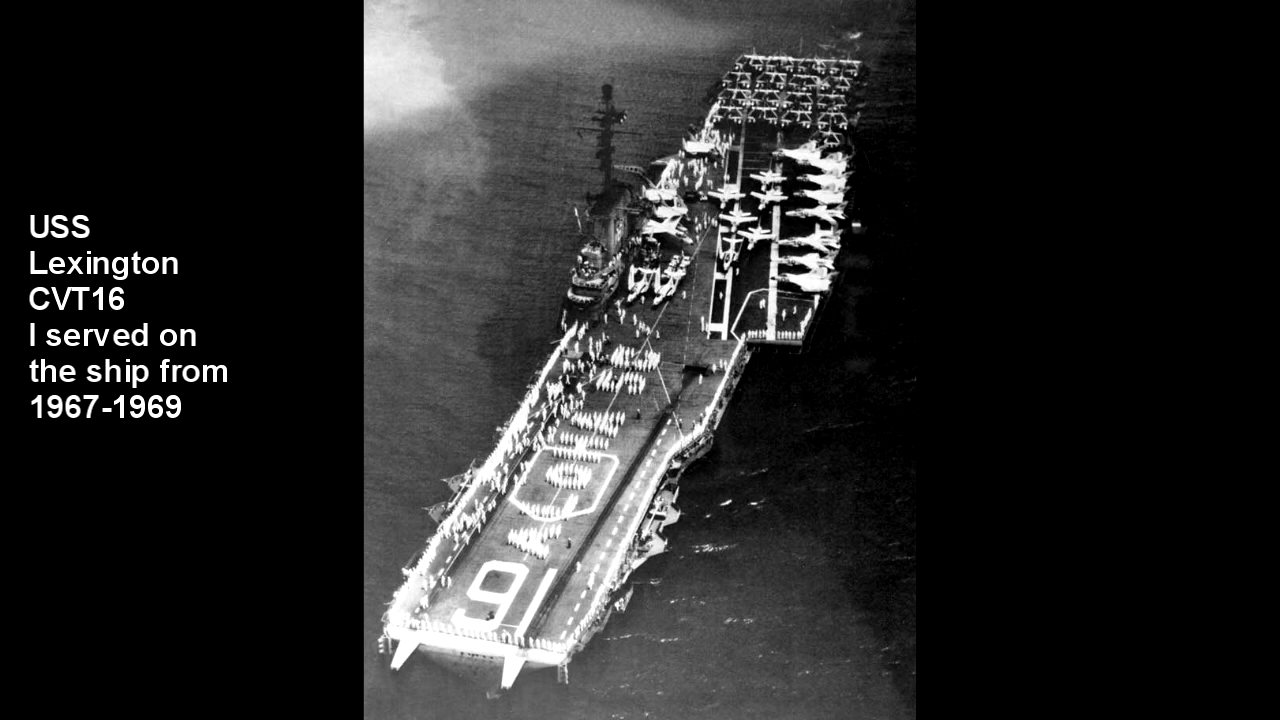 USS
Lexington
CVT16
I served on
the ship from
1967-1969
16